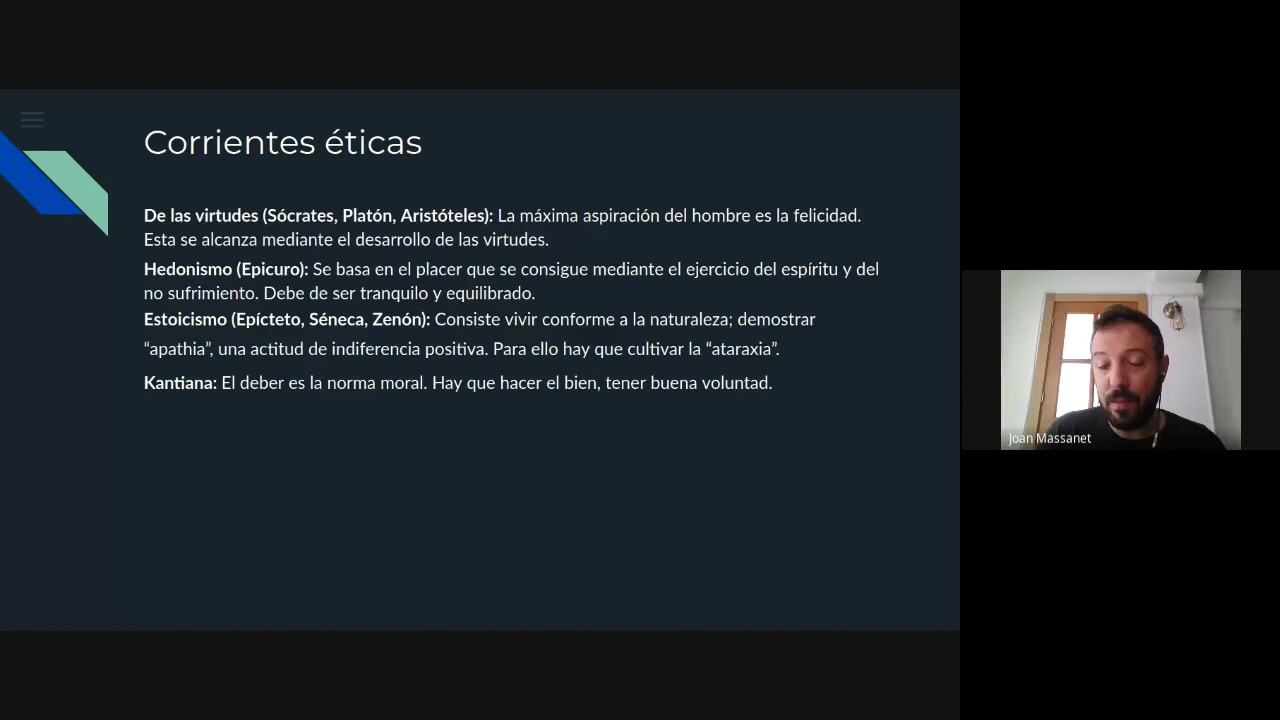 Corrientes éticas
De las virtudes (Sócrates, Platón, Aristóteles): La máxima aspiración del hombre es la felicidad.
Esta se alcanza mediante el desarrollo de las virtudes.
Hedonismo (Epicuro): Se basa en el placer que se consigue mediante el ejercicio del espíritu y del
no sufrimiento. Debe de ser tranquilo y equilibrado.
Estoicismo (Epícteto, Séneca, Zenón): Consiste vivir conforme a la naturaleza; demostrar
“apathia”, una actitud de indiferencia positiva. Para ello hay que cultivar la “ataraxia”.
Kantiana: El deber es la norma moral. Hay que hacer el bien, tener buena voluntad.
Joan Massanet